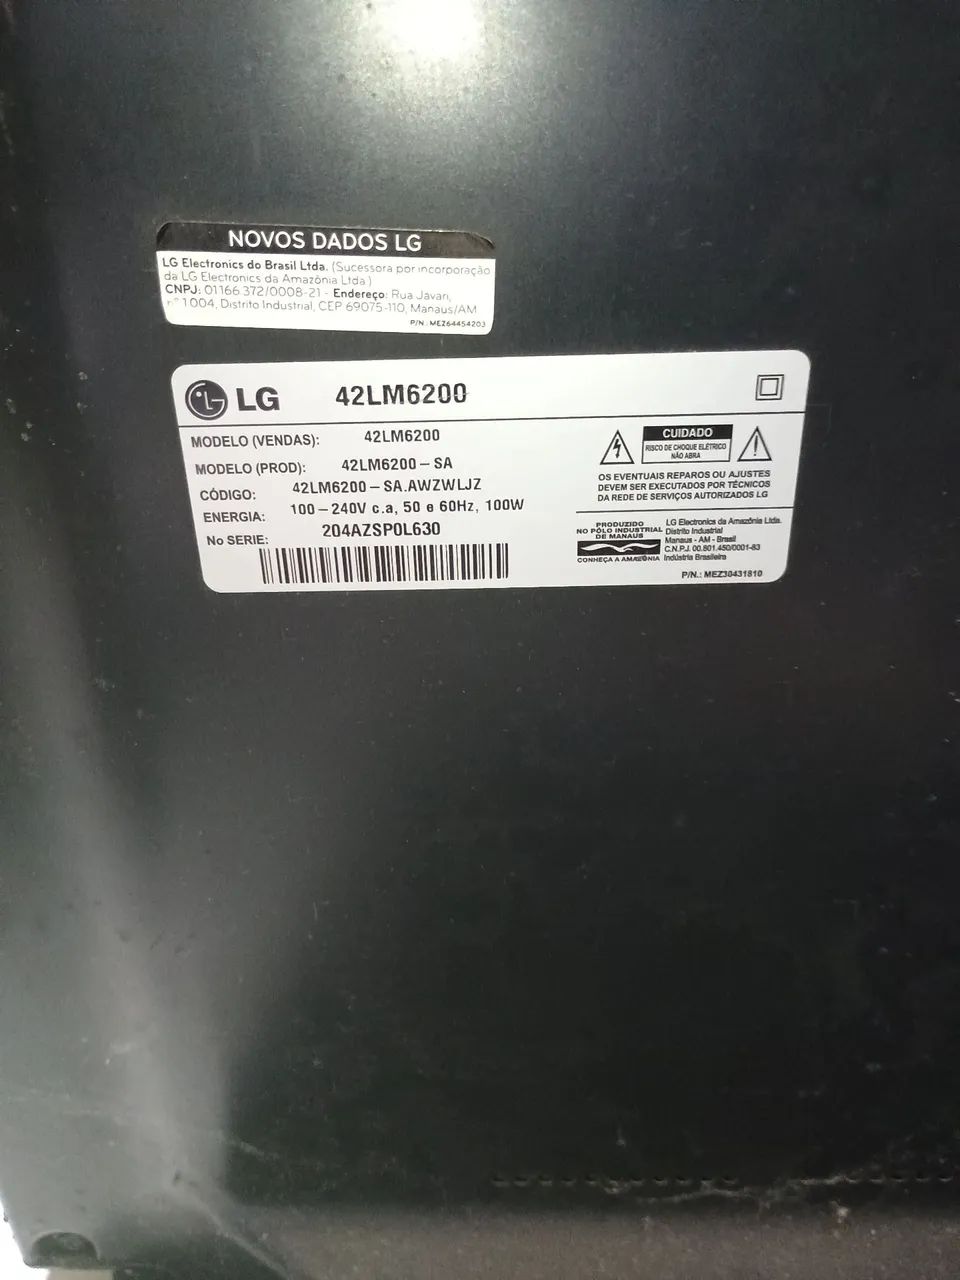 NOVOS DADOS LG
LG Electronics do Brasil Ltda. (Sucessora por incorporação
da LG Electronics da Amazônia Ltda.)
CNPJ: 01166 372/0008-21 - Endereço: Rua Javari,
nº 1004, Distrito Industrial, CEP 69075-110, Manaus/AM
P/N: MEZ64454203
LG 42LM6200
MODELO (VENDAS): 42LM6200
MODELO (PROD): 42LM6200-SA
CÓDIGO: 42LM6200-SA.AWZWLJZ
ENERGIA: 100-240V c.a, 50 e 60Hz, 100W
No SERIE: 204AZSP0L630
CUIDADO
RISCO DE CHOQUE ELÉTRICO
NÃO ABRA
OS EVENTUAIS REPAROS OU AJUSTES
DEVEM SER EXECUTADOS POR TÉCNICOS
DA REDE DE SERVIÇOS AUTORIZADOS LG
PRODUZIDO
NO PÓLO INDUSTRIAL
DE MANAUS
CONHEÇA A AMAZÔNIA
LG Electronics da Amazônia Ltda.
Distrito Industrial
Manaus - AM - Brasil
C.N.P.J. 00.801.450/0001-83
Indústria Brasileira
P/N.: MEZ30431810